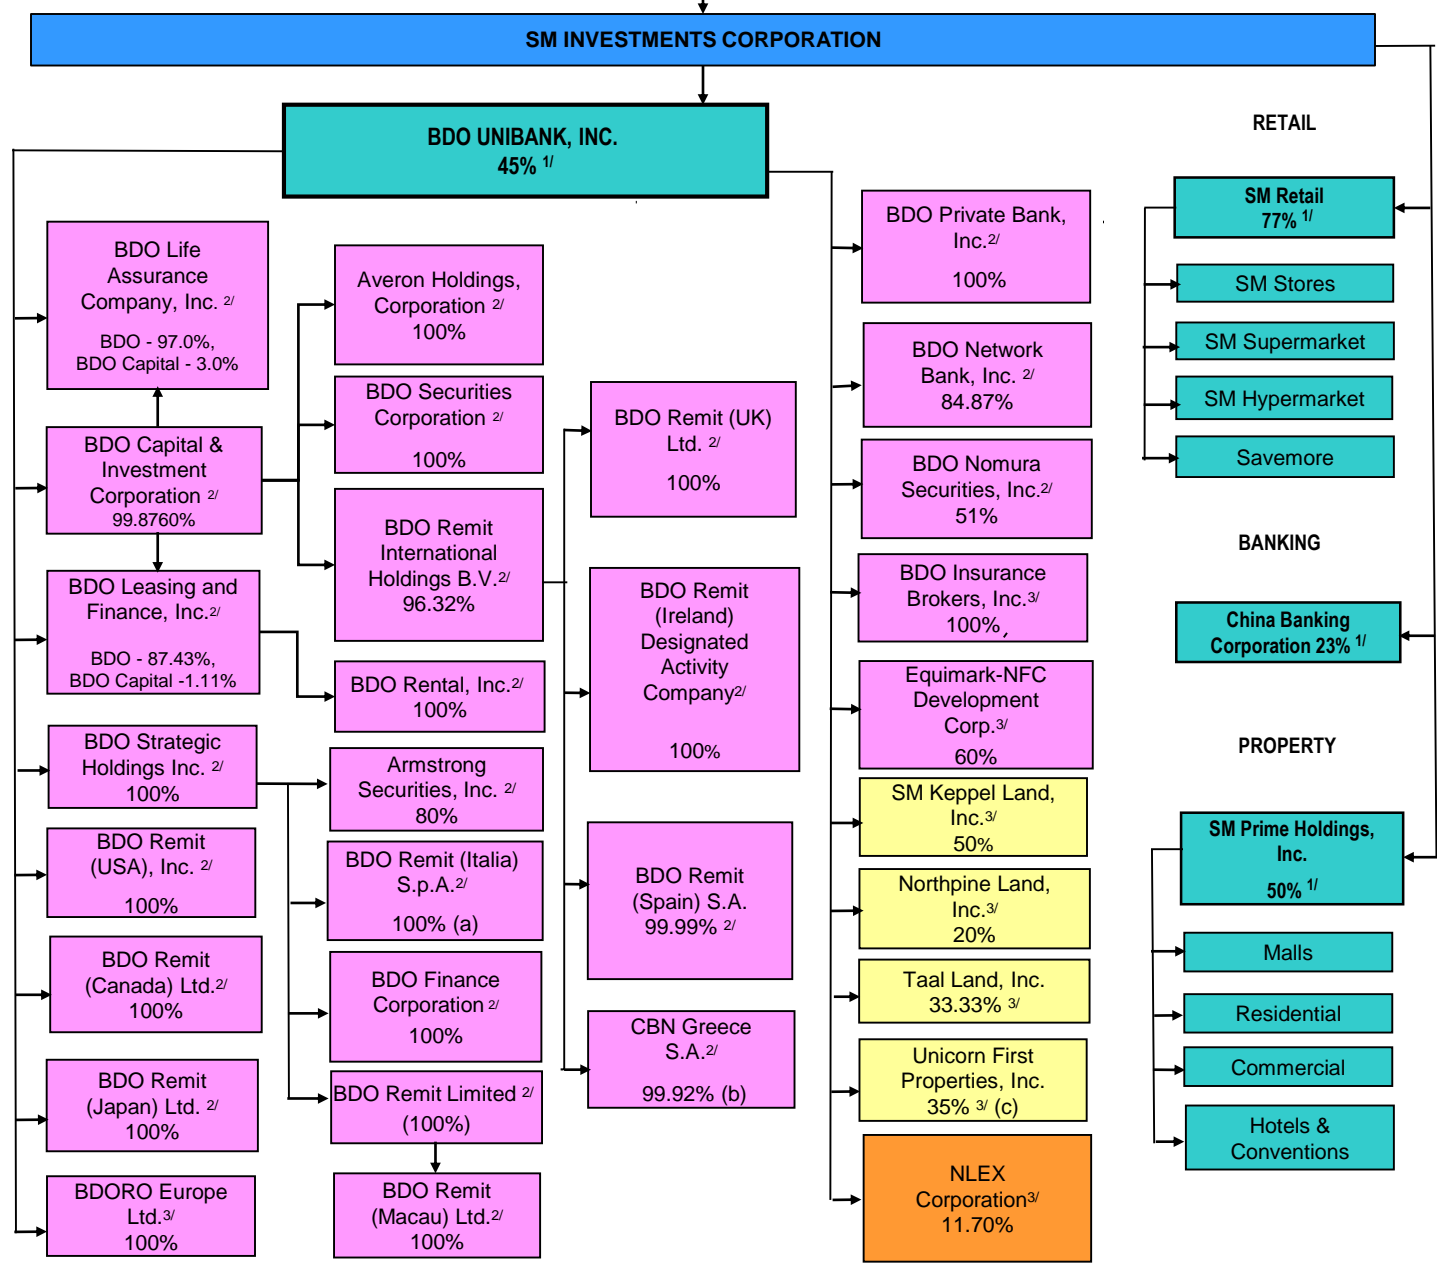 SM INVESTMENTS CORPORATION
BDO UNIBANK, INC.
45% 1/
BDO Life
Assurance
Company, Inc. 2/
BDO - 97.0%,
BDO Capital - 3.0%
BDO Capital &
Investment
Corporation 2/
99.8760%
BDO Leasing and
Finance, Inc.2/
BDO - 87.43%,
BDO Capital -1.11%
BDO Strategic
Holdings Inc. 2/
100%
BDO Remit
(USA), Inc. 2/
100%
BDO Remit
(Canada) Ltd.2/
100%
BDO Remit
(Japan) Ltd. 2/
100%
BDORO Europe
Ltd.3/
100%
Averon Holdings,
Corporation 2/
100%
BDO Securities
Corporation 2/
100%
BDO Remit
International
Holdings B.V.2/
96.32%
BDO Rental, Inc.2/
100%
Armstrong
Securities, Inc. 2/
80%
BDO Remit (Italia)
S.p.A.2/
100% (a)
BDO Finance
Corporation 2/
100%
BDO Remit Limited 2/
(100%)
BDO Remit
(Macau) Ltd.2/
100%
BDO Remit (UK)
Ltd. 2/
100%
BDO Remit
(Ireland)
Designated
Activity
Company2/
100%
BDO Remit
(Spain) S.A.
99.99% 2/
CBN Greece
S.A.2/
99.92% (b)
BDO Private Bank,
Inc.2/
100%
BDO Network
Bank, Inc. 2/
84.87%
BDO Nomura
Securities, Inc.2/
51%
BDO Insurance
Brokers, Inc.3/
100%
Equimark-NFC
Development
Corp.3/
60%
SM Keppel Land,
Inc.3/
50%
Northpine Land,
Inc.3/
20%
Taal Land, Inc.
33.33% 3/
Unicorn First
Properties, Inc.
35% 3/ (c)
NLEX
Corporation3/
11.70%
RETAIL
SM Retail
77% 1/
SM Stores
SM Supermarket
SM Hypermarket
Savemore
BANKING
China Banking
Corporation 23% 1/
PROPERTY
SM Prime Holdings,
Inc.
50% 1/
Malls
Residential
Commercial
Hotels &
Conventions